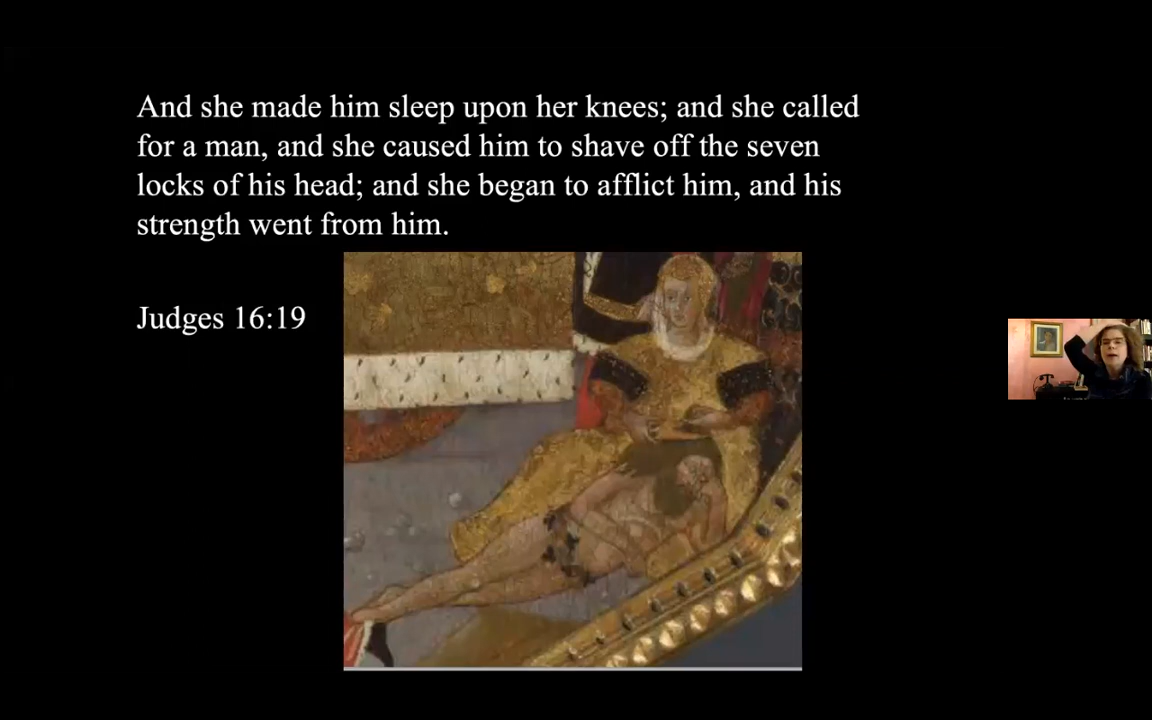 And she made him sleep upon her knees; and she called
for a man, and she caused him to shave off the seven
locks of his head; and she began to afflict him, and his
strength went from him.
Judges 16:19